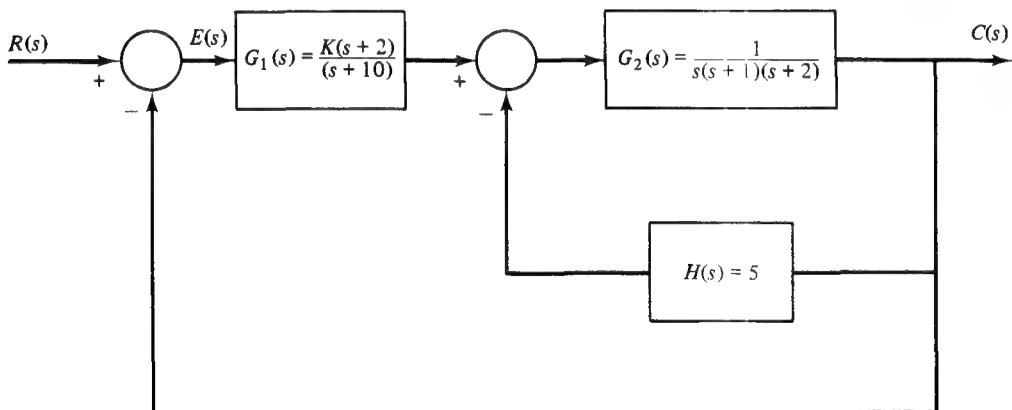 R(s)
E(s)
C(s)
G₁(s) = K(s + 2) / (s + 10)
G₂(s) = 1 / s(s + 1)(s + 2)
+
−
+
−
H(s) = 5